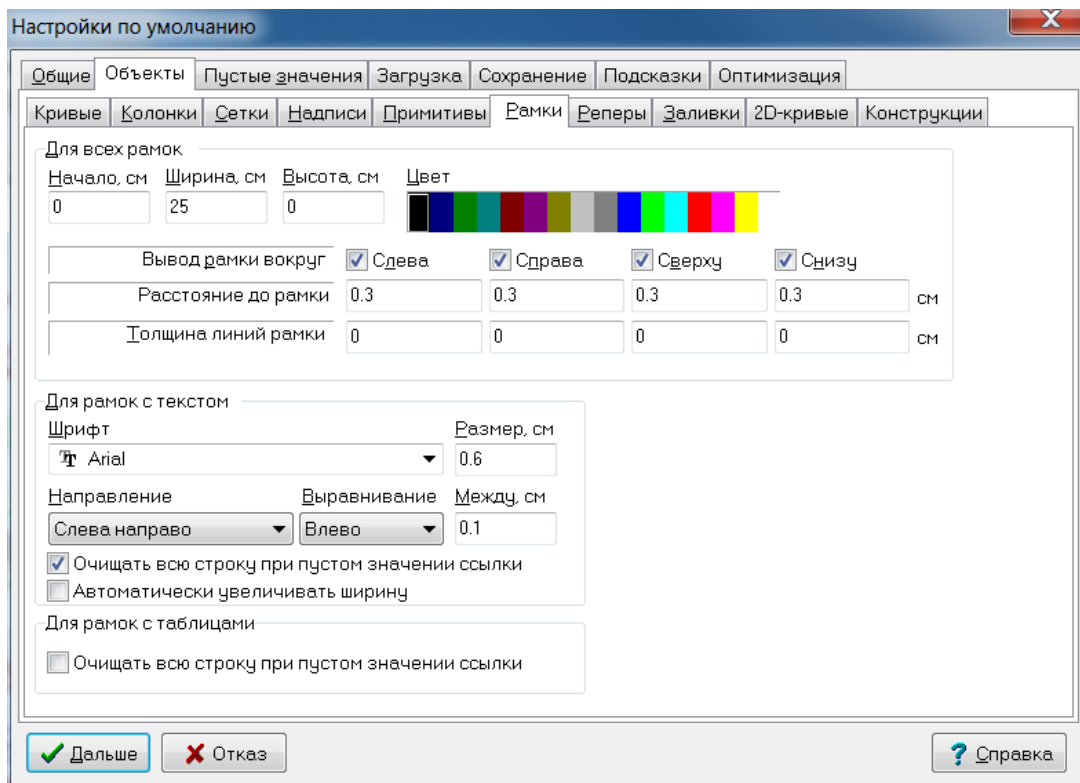 Настройки по умолчанию
Общие Объекты Пустые значения Загрузка Сохранение Подсказки Оптимизация
Кривые Колонки Сетки Надписи Примитивы Рамки Реперы Заливки 2D-кривые Конструкции
Для всех рамок
Начало, см Ширина, см Высота, см Цвет
0 25 0
Вывод рамки вокруг Слева Справа Сверху Снизу
Расстояние до рамки 0.3 0.3 0.3 0.3 см
Толщина линий рамки 0 0 0 0 см
Для рамок с текстом
Шрифт Размер, см
Arial 0.6
Направление Выравнивание Между, см
Слева направо Влево 0.1
Очищать всю строку при пустом значении ссылки
Автоматически увеличивать ширину
Для рамок с таблицами
Очищать всю строку при пустом значении ссылки
Дальше Отказ ? Справка